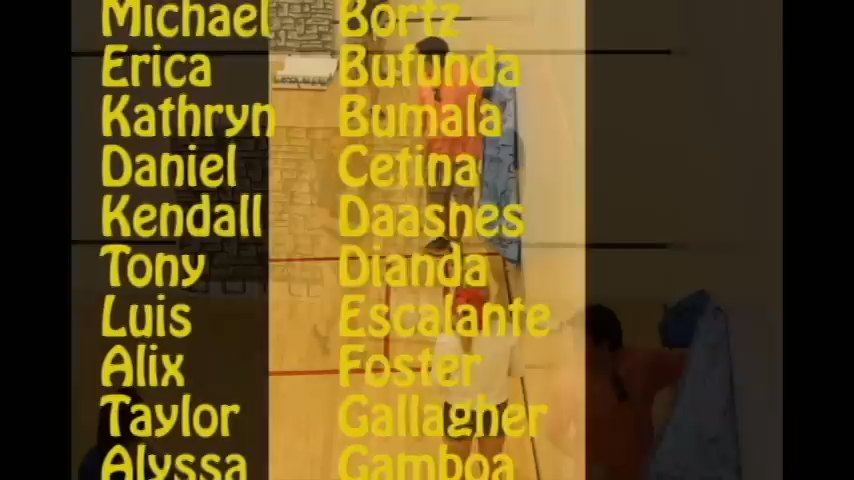 Michael Bortz
Erica Bufunda
Kathryn Bumala
Daniel Cetina
Kendall Daasnes
Tony Dianda
Luis Escalante
Alix Foster
Taylor Gallagher
Alyssa Gamboa